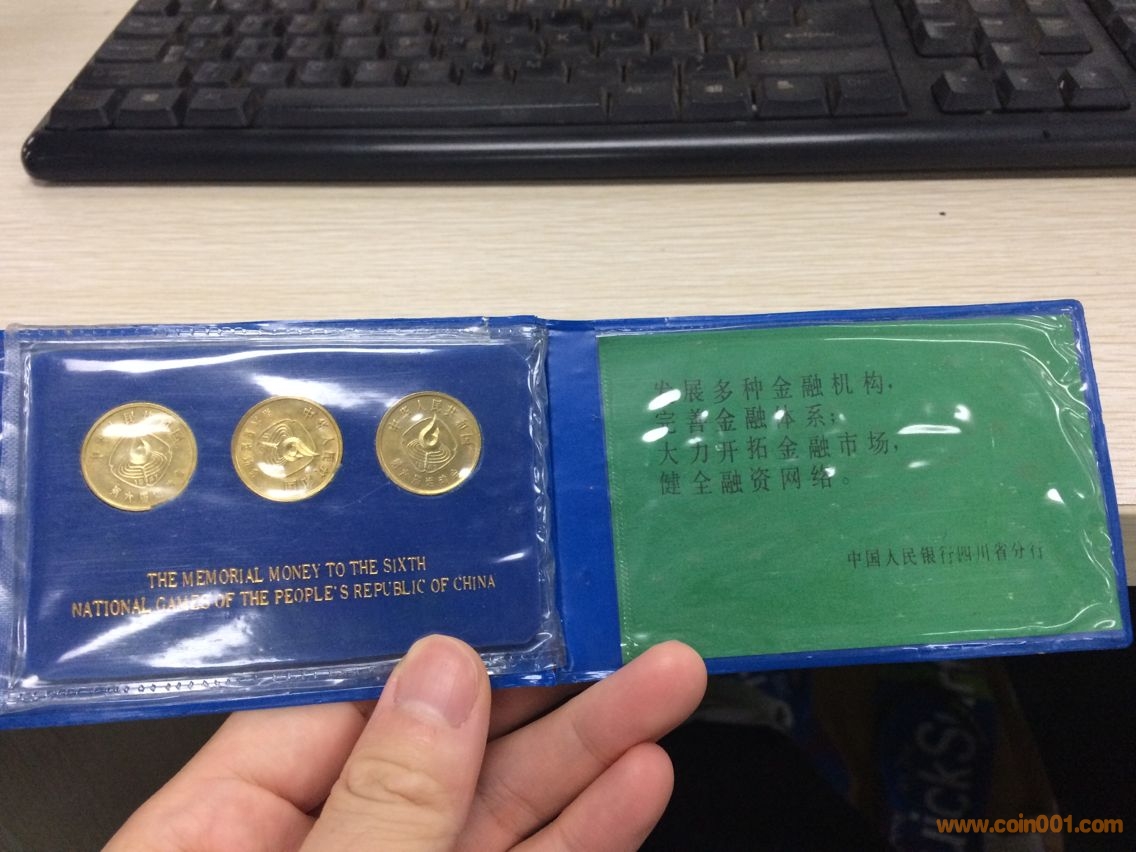 THE MEMORIAL MONEY TO THE SIXTH
NATIONAL GAMES OF THE PEOPLE'S REPUBLIC OF CHINA
发展多种金融机构，
完善金融体系；
大力开拓金融市场，
健全融资网络。
中国人民银行四川省分行
www.coin001.com